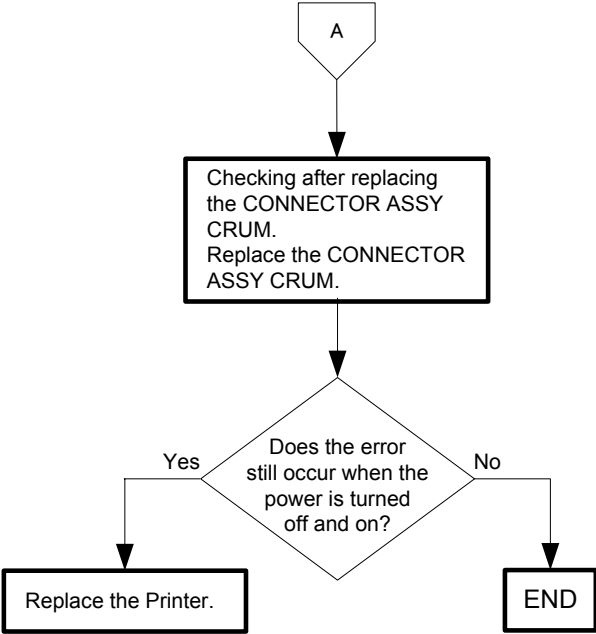 A
Checking after replacing
the CONNECTOR ASSY
CRUM.
Replace the CONNECTOR
ASSY CRUM.
Does the error
still occur when the
power is turned
off and on?
Yes
No
Replace the Printer.
END